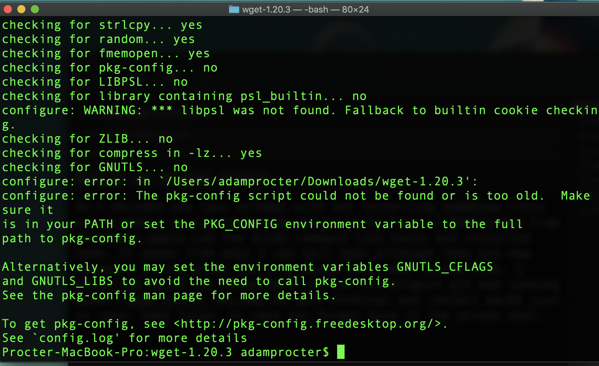 wget-1.20.3 — -bash — 80×24
checking for strlcpy... yes
checking for random... yes
checking for fmemopen... yes
checking for pkg-config... no
checking for LIBPSL... no
checking for library containing psl_builtin... no
configure: WARNING: *** libpsl was not found. Fallback to builtin cookie checkin
g.
checking for ZLIB... no
checking for compress in -lz... yes
checking for GNUTLS... no
configure: error: in `/Users/adamprocter/Downloads/wget-1.20.3':
configure: error: The pkg-config script could not be found or is too old.  Make
sure it
is in your PATH or set the PKG_CONFIG environment variable to the full
path to pkg-config.

Alternatively, you may set the environment variables GNUTLS_CFLAGS
and GNUTLS_LIBS to avoid the need to call pkg-config.
See the pkg-config man page for more details.

To get pkg-config, see <http://pkg-config.freedesktop.org/>.
See `config.log' for more details
Procter-MacBook-Pro:wget-1.20.3 adamprocter$